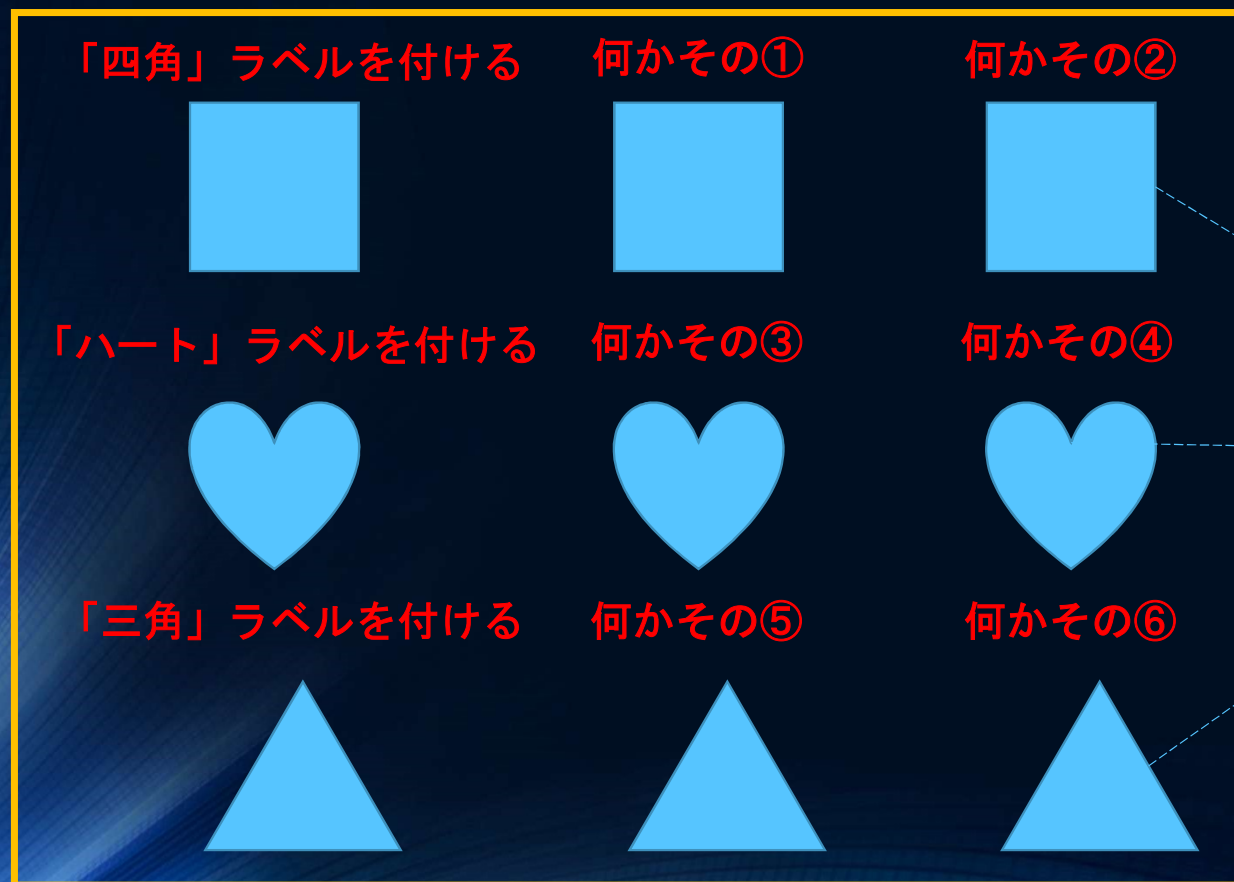 「四角」ラベルを付ける 何かその① 何かその②
「ハート」ラベルを付ける 何かその③ 何かその④
「三角」ラベルを付ける 何かその⑤ 何かその⑥